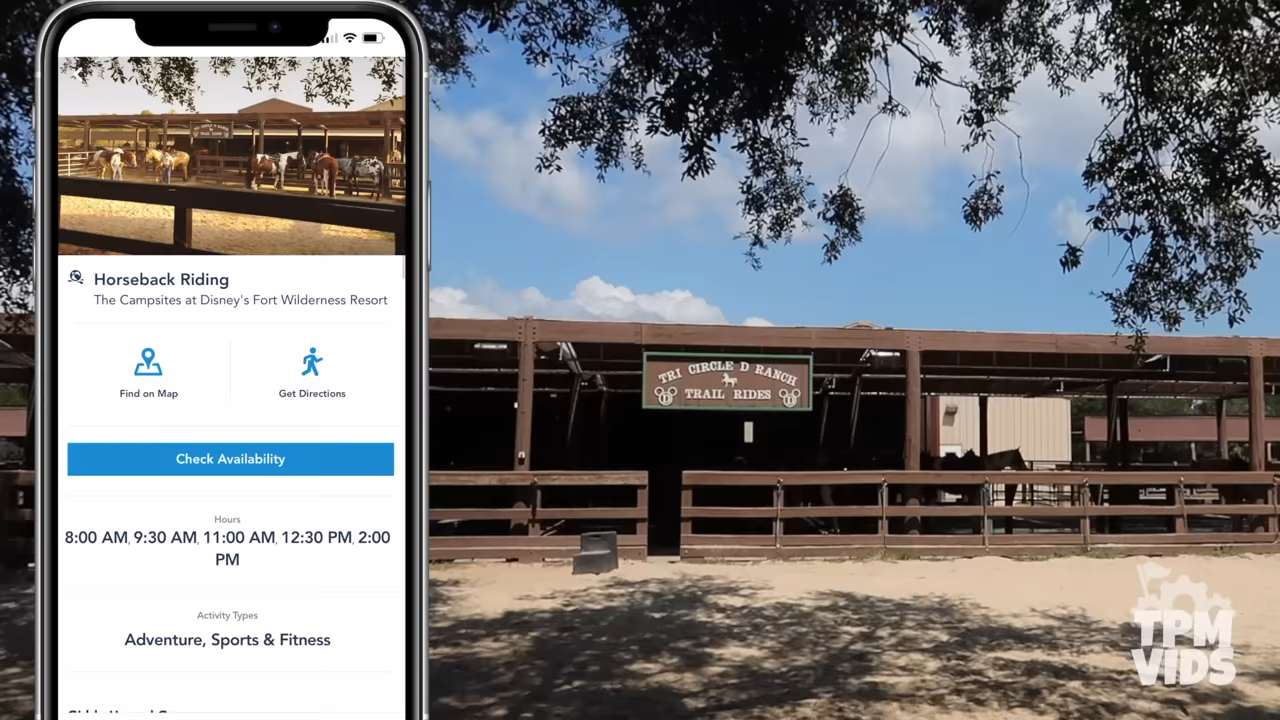 Horseback Riding
The Campsites at Disney's Fort Wilderness Resort
Find on Map
Get Directions
Check Availability
Hours
8:00 AM, 9:30 AM, 11:00 AM, 12:30 PM, 2:00
PM
Activity Types
Adventure, Sports & Fitness
TRI CIRCLE D RANCH
TRAIL RIDES
D
D
TPM
VIDS